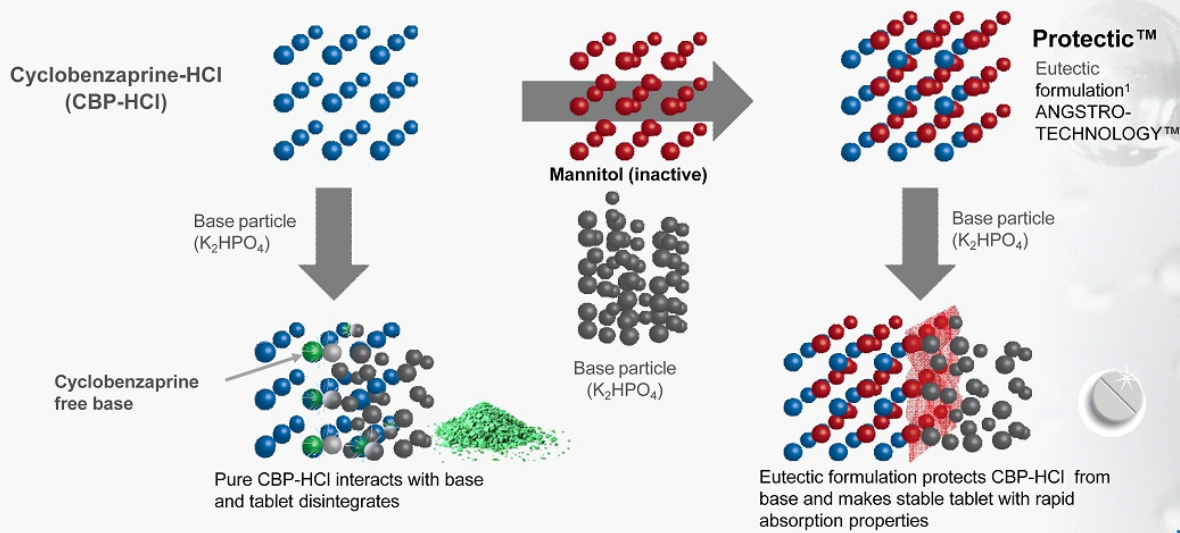 Cyclobenzaprine-HCl
(CBP-HCl)
Mannitol (inactive)
Protectic™
Eutectic
formulation¹
ANGSTRO-
TECHNOLOGY™
Base particle
(K₂HPO₄)
Base particle
(K₂HPO₄)
Base particle
(K₂HPO₄)
Cyclobenzaprine
free base
Pure CBP-HCl interacts with base
and tablet disintegrates
Eutectic formulation protects CBP-HCl from
base and makes stable tablet with rapid
absorption properties